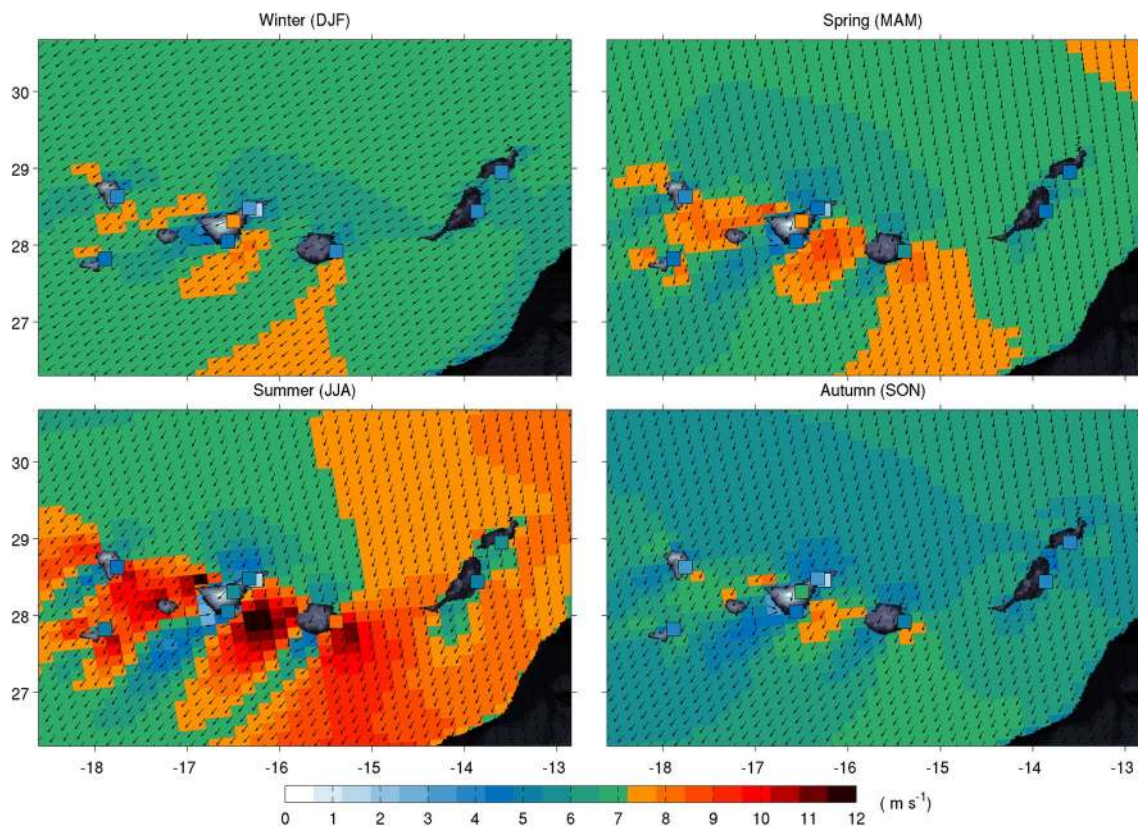 Winter (DJF)
Spring (MAM)
30
29
28
27
Summer (JJA)
Autumn (SON)
30
29
28
27
-18 -17 -16 -15 -14 -13
-18 -17 -16 -15 -14 -13
0 1 2 3 4 5 6 7 8 9 10 11 12
( m s⁻¹)